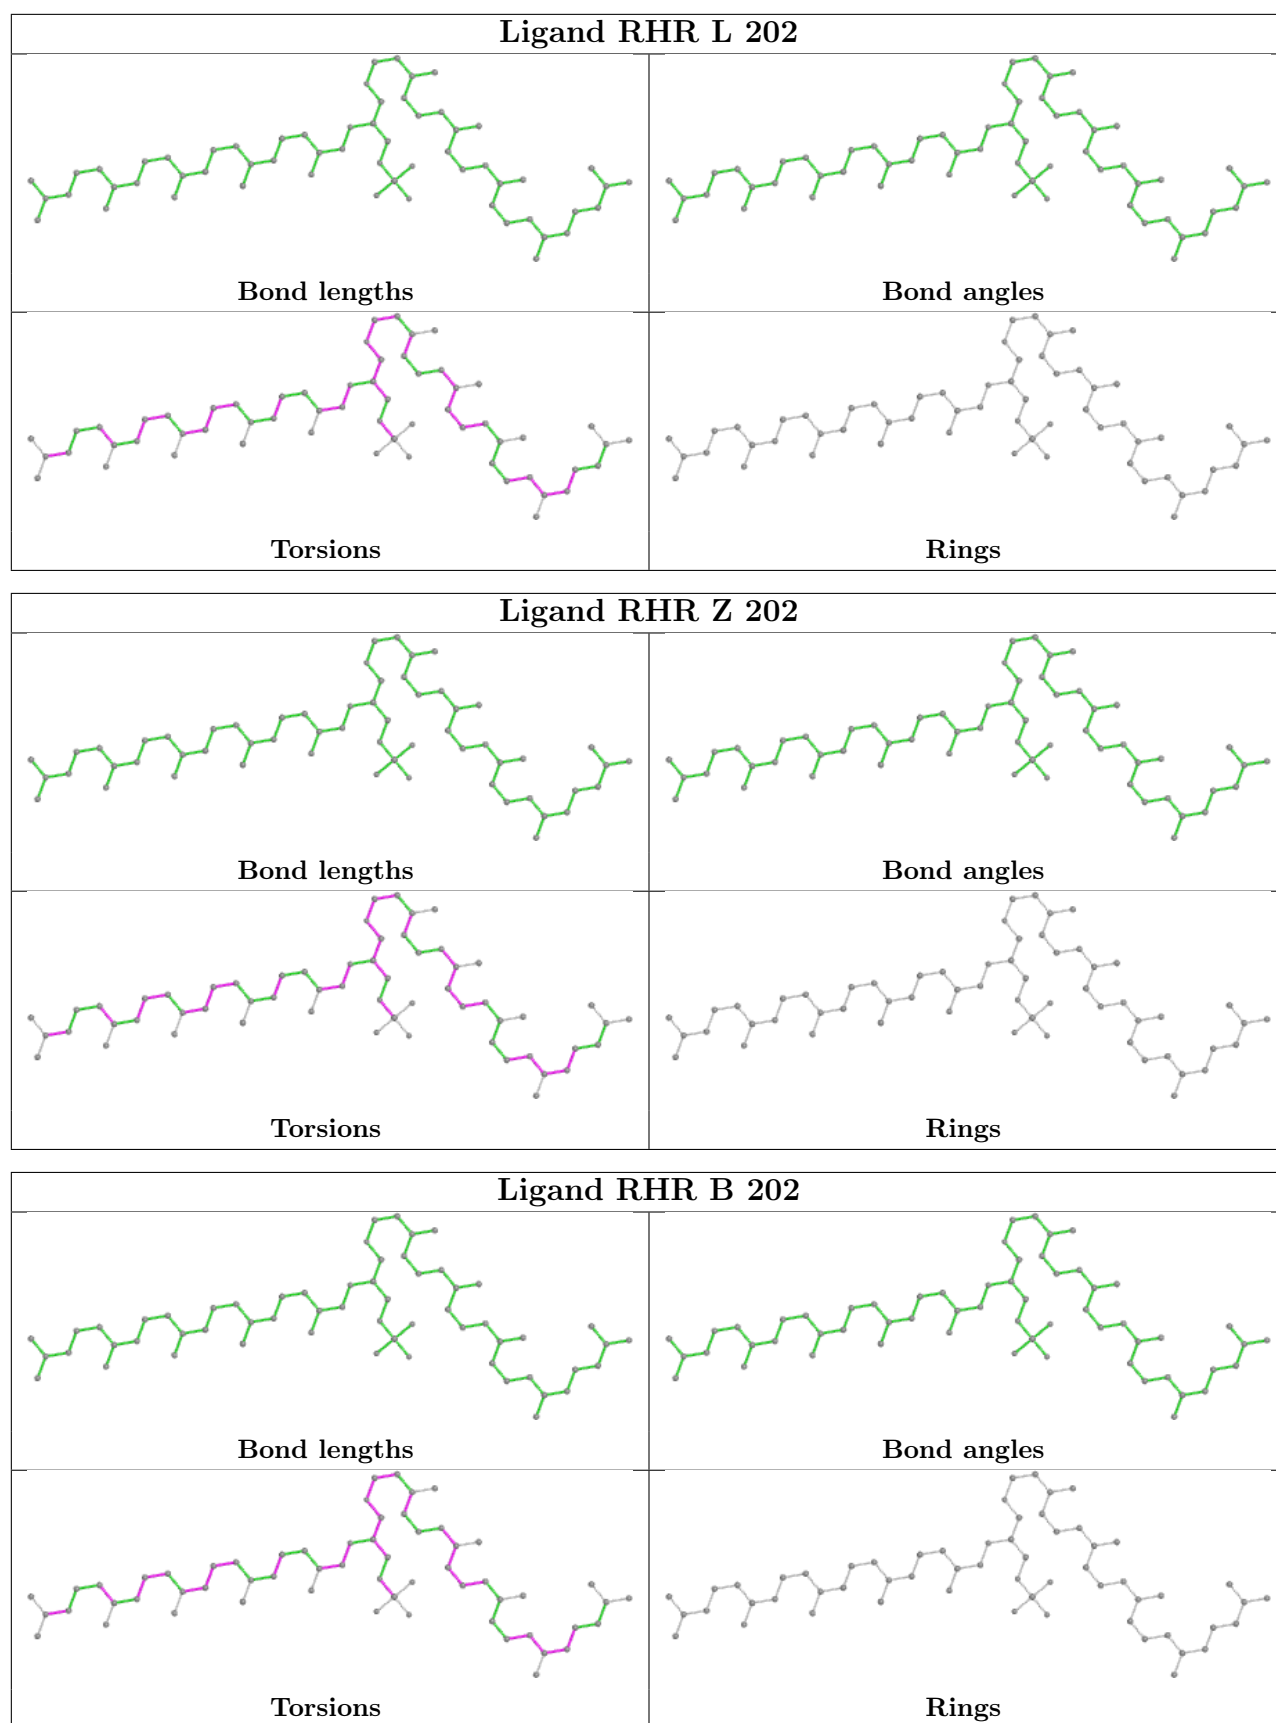 Ligand RHR L 202
Bond lengths
Bond angles
Torsions
Rings
Ligand RHR Z 202
Bond lengths
Bond angles
Torsions
Rings
Ligand RHR B 202
Bond lengths
Bond angles
Torsions
Rings